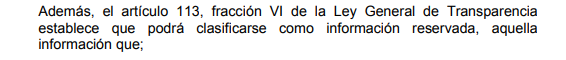 Además, el artículo 113, fracción VI de la Ley General de Transparencia
establece que podrá clasificarse como información reservada, aquella
información que;